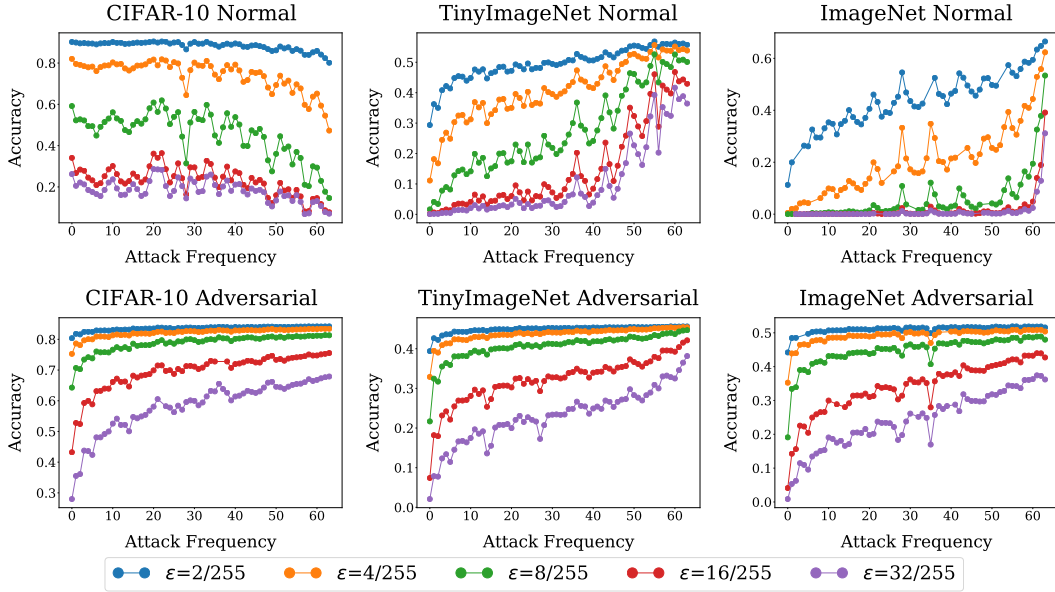 CIFAR-10 Normal
TinyImageNet Normal
ImageNet Normal
Accuracy
0.8
0.6
0.4
0.2
0 10 20 30 40 50 60
Attack Frequency
Accuracy
0.5
0.4
0.3
0.2
0.1
0.0
0 10 20 30 40 50 60
Attack Frequency
Accuracy
0.6
0.4
0.2
0.0
0 10 20 30 40 50 60
Attack Frequency
CIFAR-10 Adversarial
TinyImageNet Adversarial
ImageNet Adversarial
Accuracy
0.8
0.7
0.6
0.5
0.4
0.3
0 10 20 30 40 50 60
Attack Frequency
Accuracy
0.4
0.3
0.2
0.1
0.0
0 10 20 30 40 50 60
Attack Frequency
Accuracy
0.5
0.4
0.3
0.2
0.1
0.0
0 10 20 30 40 50 60
Attack Frequency
ε=2/255 ε=4/255 ε=8/255 ε=16/255 ε=32/255